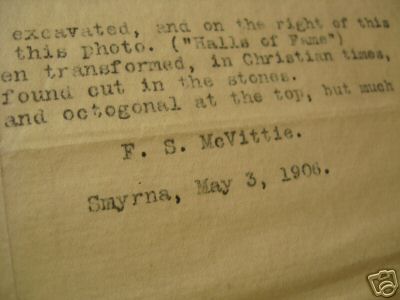 excavated, and on the right of this
this photo. ("Halls of Fame")
en transformed, in Christian times,
found cut in the stones.
and octogonal at the top, but much
F. S. McVittie.
Smyrna, May 3, 1906.
ebY